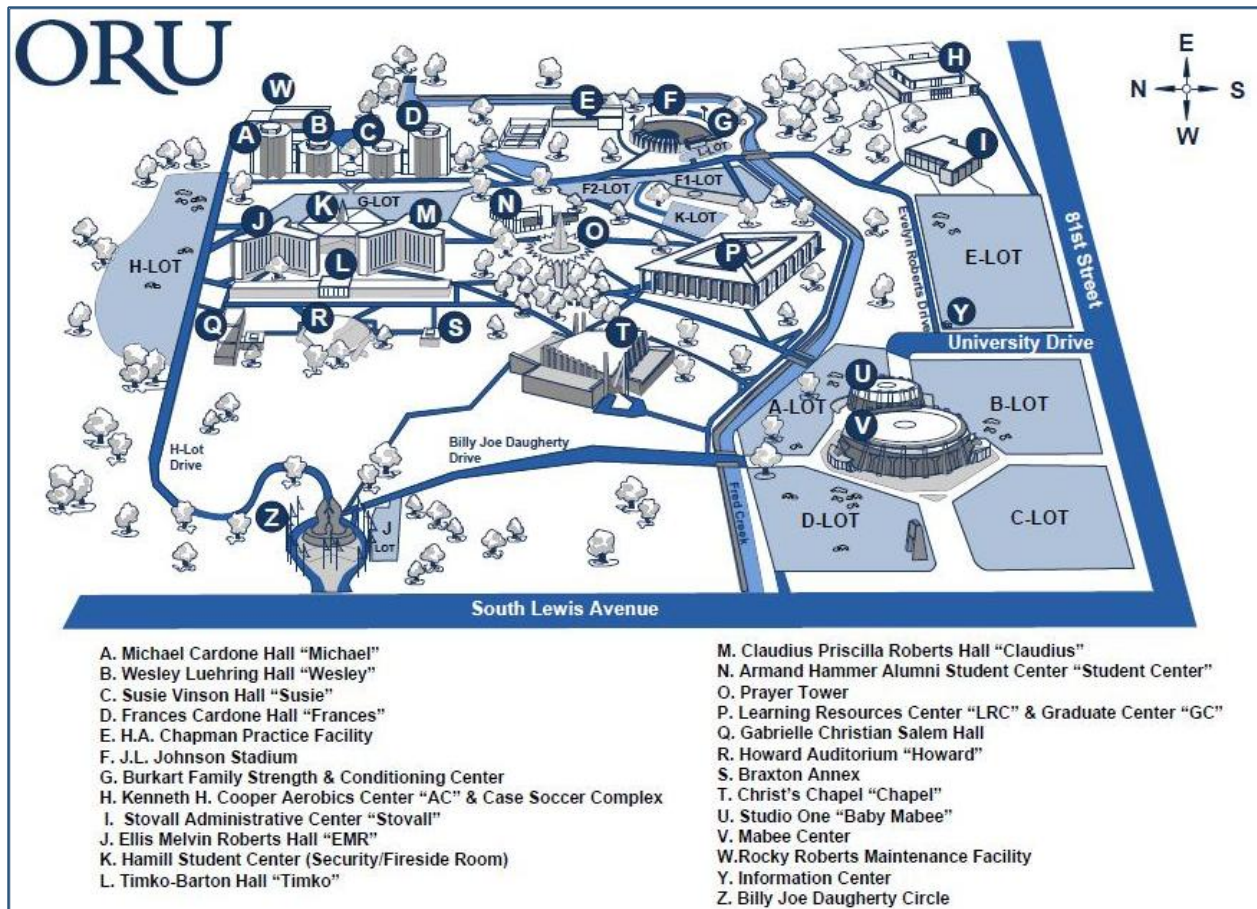 ORU
E
N
S
W
W
A
B
C
D
E
F
G
H
I
L-LOT
F2-LOT
F1-LOT
K-LOT
G-LOT
H-LOT
J
K
M
N
O
P
L
Q
R
S
T
Evelyn Roberts Drive
E-LOT
81st Street
Y
University Drive
U
V
A-LOT
B-LOT
H-Lot
Drive
Billy Joe Daugherty
Drive
Z
J
LOT
Fred Creek
D-LOT
C-LOT
South Lewis Avenue
A. Michael Cardone Hall “Michael”
B. Wesley Luehring Hall “Wesley”
C. Susie Vinson Hall “Susie”
D. Frances Cardone Hall “Frances”
E. H.A. Chapman Practice Facility
F. J.L. Johnson Stadium
G. Burkart Family Strength & Conditioning Center
H. Kenneth H. Cooper Aerobics Center “AC” & Case Soccer Complex
I. Stovall Administrative Center “Stovall”
J. Ellis Melvin Roberts Hall “EMR”
K. Hamill Student Center (Security/Fireside Room)
L. Timko-Barton Hall “Timko”
M. Claudius Priscilla Roberts Hall “Claudius”
N. Armand Hammer Alumni Student Center “Student Center”
O. Prayer Tower
P. Learning Resources Center “LRC” & Graduate Center “GC”
Q. Gabrielle Christian Salem Hall
R. Howard Auditorium “Howard”
S. Braxton Annex
T. Christ’s Chapel “Chapel”
U. Studio One “Baby Mabee”
V. Mabee Center
W.Rocky Roberts Maintenance Facility
Y. Information Center
Z. Billy Joe Daugherty Circle